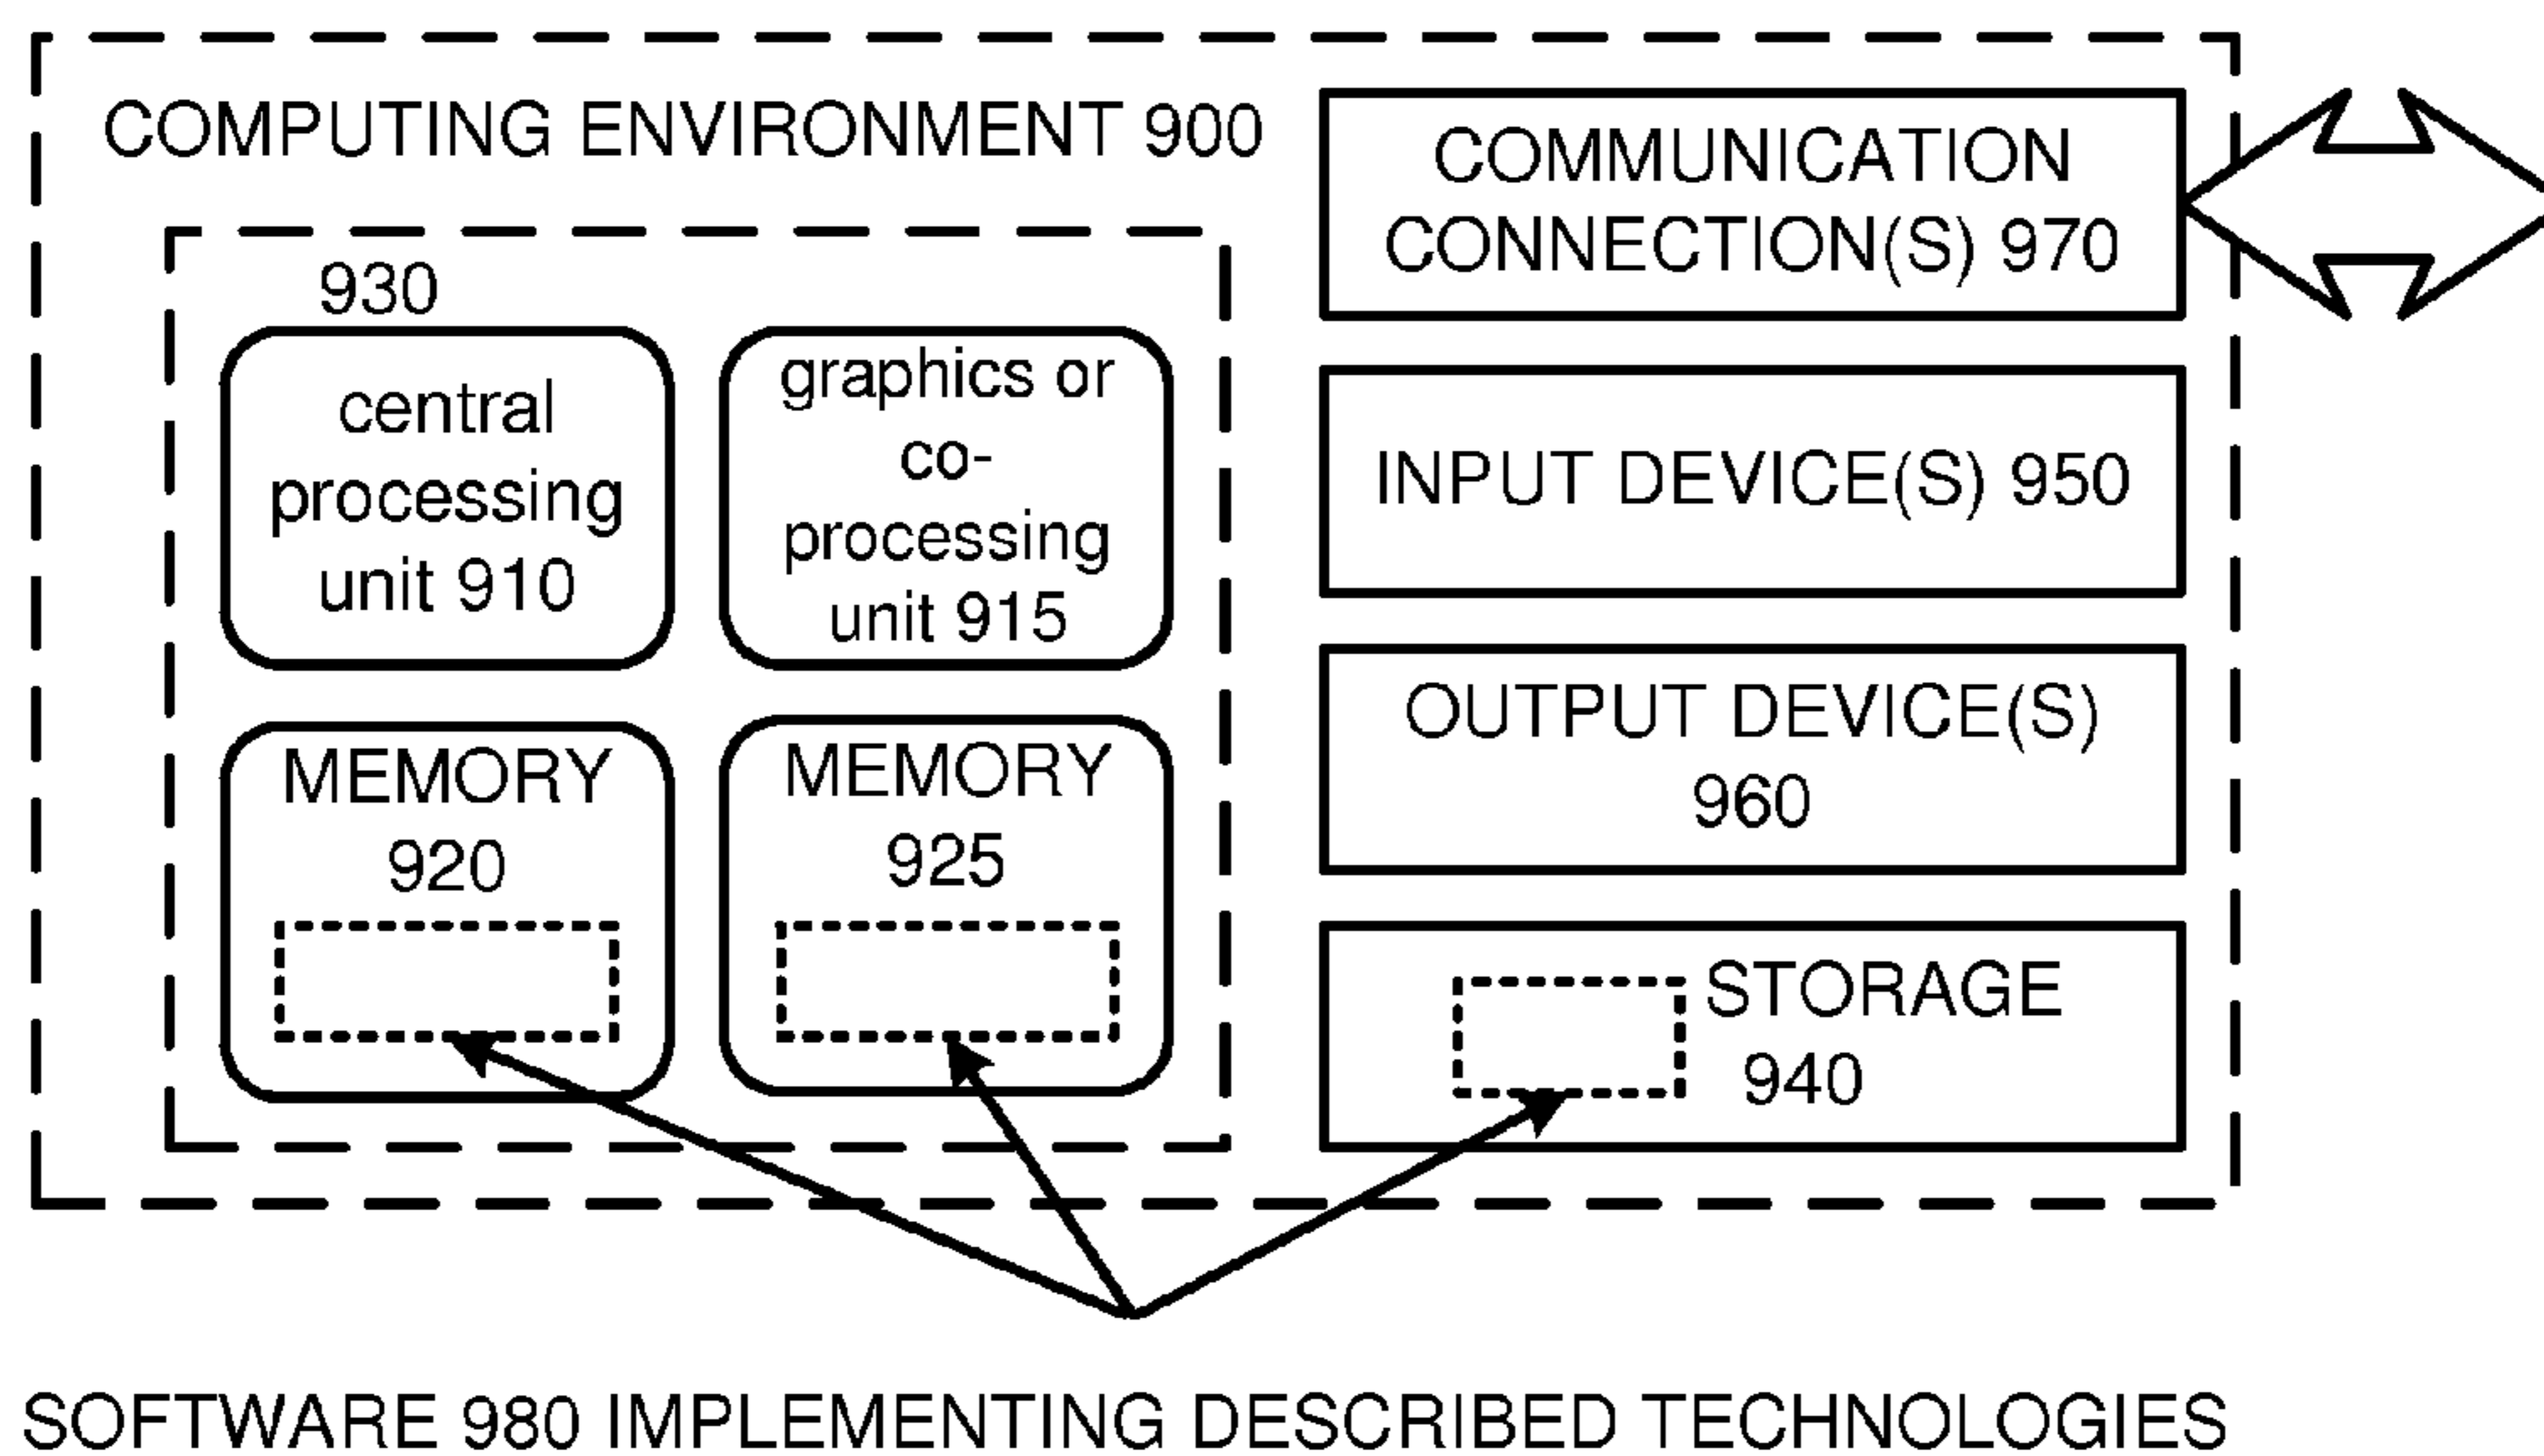 COMPUTING ENVIRONMENT 900
930
central
processing
unit 910
graphics or
co-
processing
unit 915
MEMORY
920
MEMORY
925
COMMUNICATION
CONNECTION(S) 970
INPUT DEVICE(S) 950
OUTPUT DEVICE(S)
960
STORAGE
940
SOFTWARE 980 IMPLEMENTING DESCRIBED TECHNOLOGIES